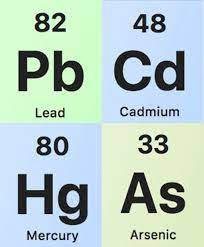 82 48
Pb Cd
Lead Cadmium
80 33
Hg As
Mercury Arsenic